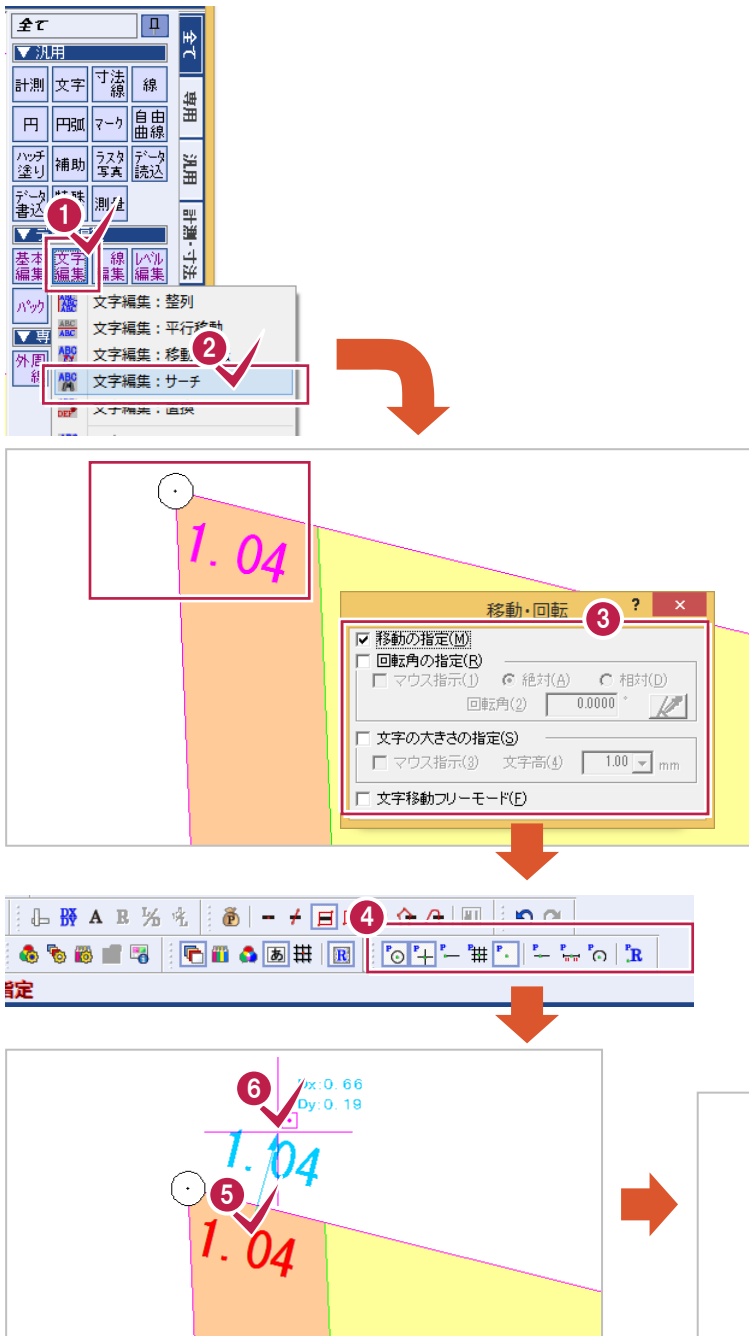 全て
▼汎用
計測 文字 寸法線 線
円 円弧 マーク 自由曲線
ハッチ塗り 補助 ラスタ写真 データ読込
データ書込 測量
1
基本編集 文字編集 線編集 レベル編集
パック
外周線
全て
専用
汎用
計測・寸法
文字編集：整列
文字編集：平行移動
文字編集：移動
2
文字編集：サーチ
文字編集：置換
1.04
移動・回転
? ×
3
移動の指定(M)
回転角の指定(R)
マウス指示(1) 絶対(A) 相対(D)
回転角(2) 0.0000 °
文字の大きさの指定(S)
マウス指示(3) 文字高(4) 1.00 mm
文字移動フリーモード(F)
4
指定
6
Dx:0.66
Dy:0.19
1.04
5
1.04